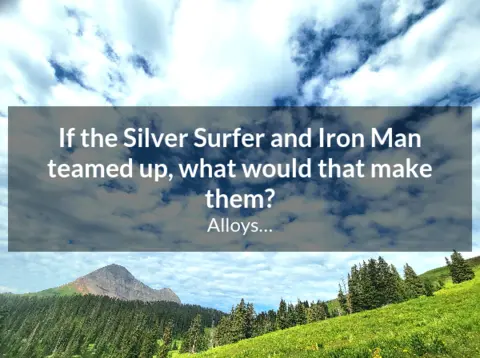 If the Silver Surfer and Iron Man
teamed up, what would that make
them?
Alloys...